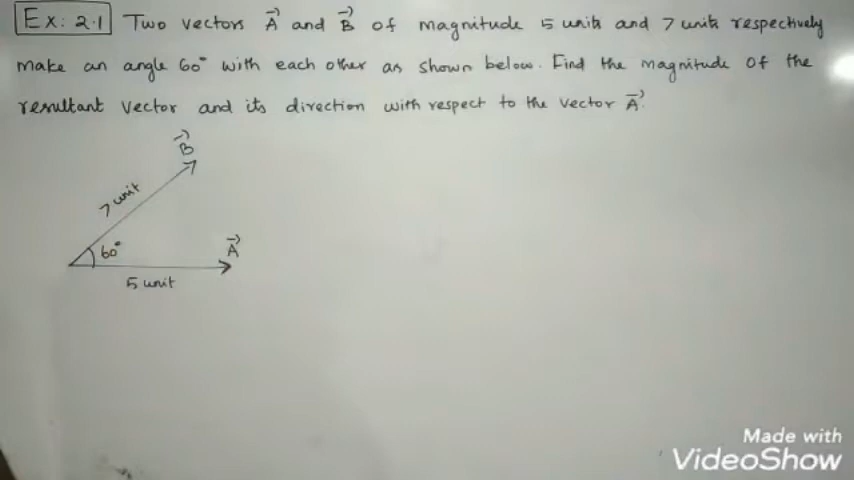 Ex: 2.1 Two vectors A⃗ and B⃗ of magnitude 5 units and 7 units respectively
make an angle 60° with each other as shown below. Find the magnitude of the
resultant vector and its direction with respect to the vector A⃗.
B⃗
7 unit
60°
A⃗
5 unit
Made with
VideoShow